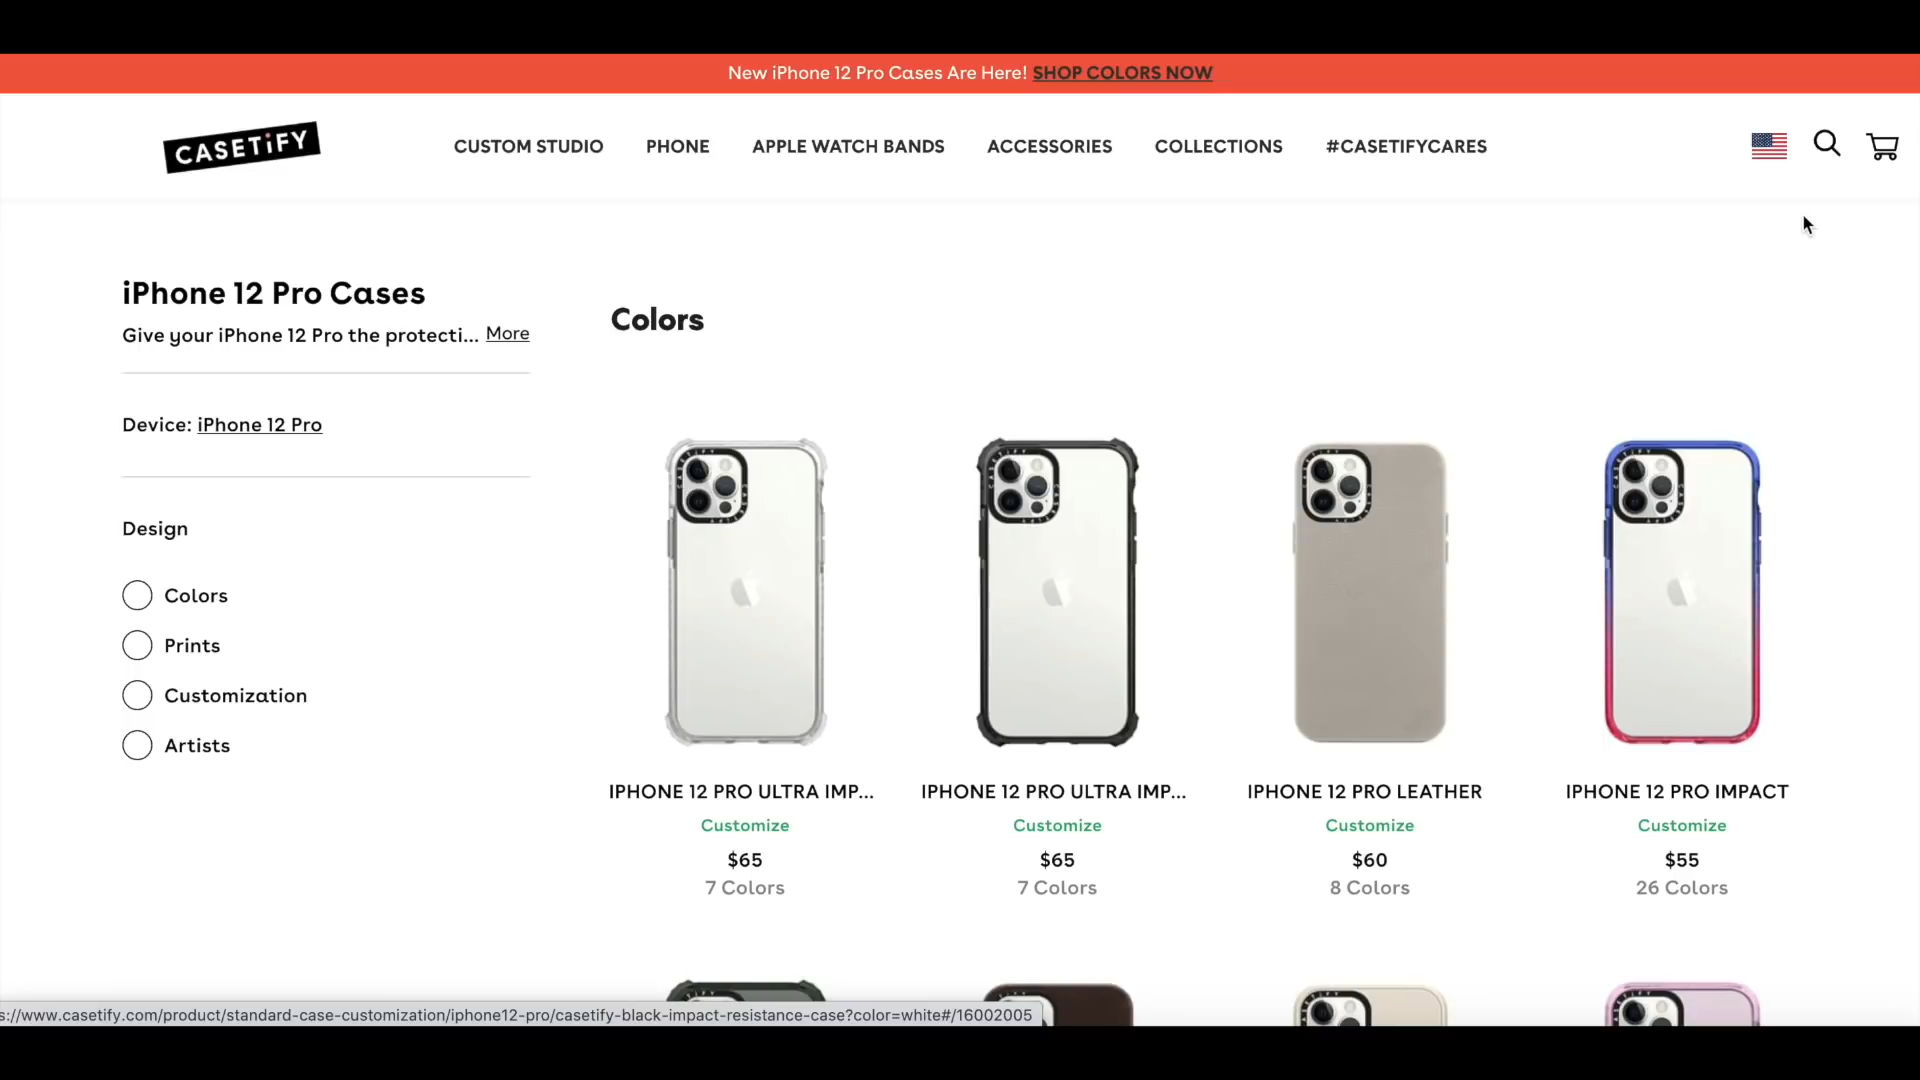 New iPhone 12 Pro Cases Are Here! SHOP COLORS NOW
CASETiFY
CUSTOM STUDIO PHONE APPLE WATCH BANDS ACCESSORIES COLLECTIONS #CASETIFYCARES
iPhone 12 Pro Cases
Give your iPhone 12 Pro the protecti... More
Device: iPhone 12 Pro
Design
Colors
Prints
Customization
Artists
Colors
IPHONE 12 PRO ULTRA IMP...
Customize
$65
7 Colors
IPHONE 12 PRO ULTRA IMP...
Customize
$65
7 Colors
IPHONE 12 PRO LEATHER
Customize
$60
8 Colors
IPHONE 12 PRO IMPACT
Customize
$55
26 Colors
s://www.casetify.com/product/standard-case-customization/iphone12-pro/casetify-black-impact-resistance-case?color=white#/16002005